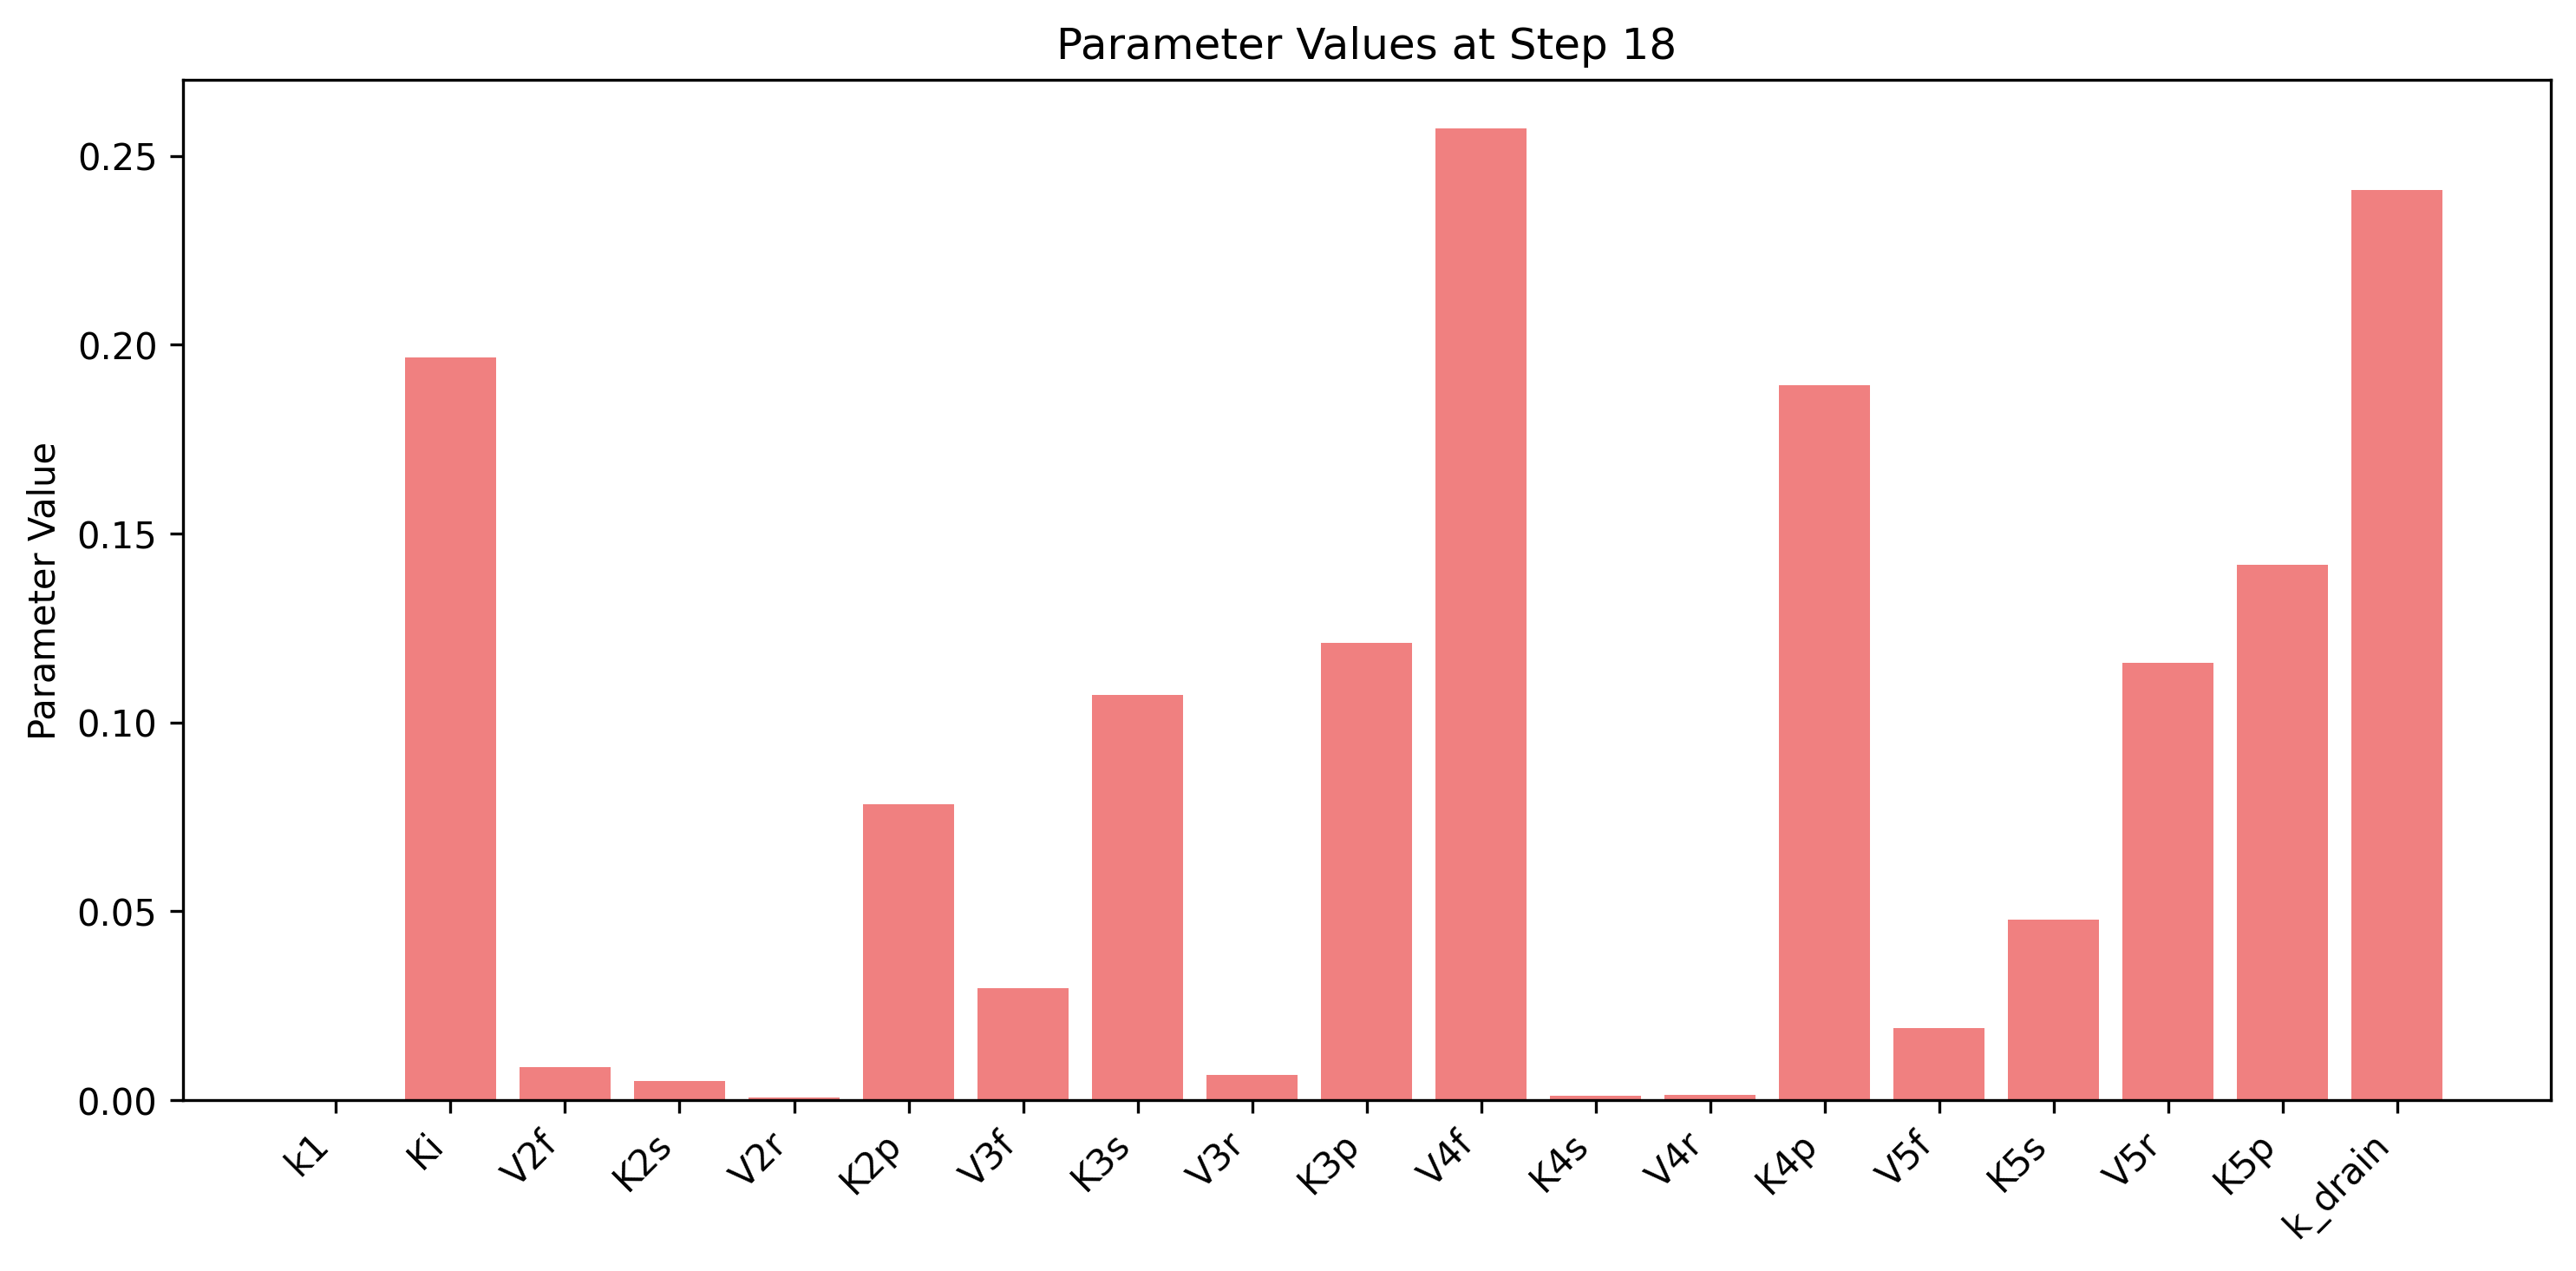 Parameter Values at Step 18
Parameter Value
0.25
0.20
0.15
0.10
0.05
0.00
k1
Ki
V2f
K2s
V2r
K2p
V3f
K3s
V3r
K3p
V4f
K4s
V4r
K4p
V5f
K5s
V5r
K5p
k_drain